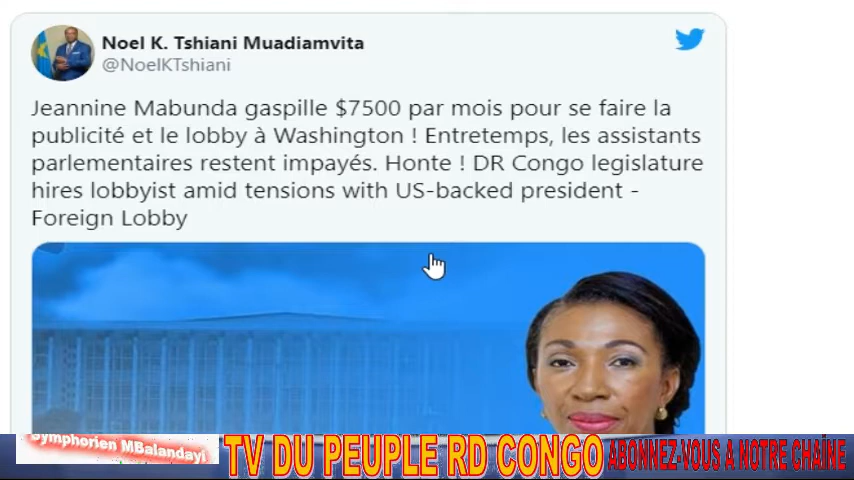 Noel K. Tshiani Muadiamvita
@NoelKTshiani
Jeannine Mabunda gaspille $7500 par mois pour se faire la
publicité et le lobby à Washington ! Entretemps, les assistants
parlementaires restent impayés. Honte ! DR Congo legislature
hires lobbyist amid tensions with US-backed president -
Foreign Lobby
Symphorien MBalandayi
TV DU PEUPLE RD CONGO
ABONNEZ-VOUS A NOTRE CHAÎNE